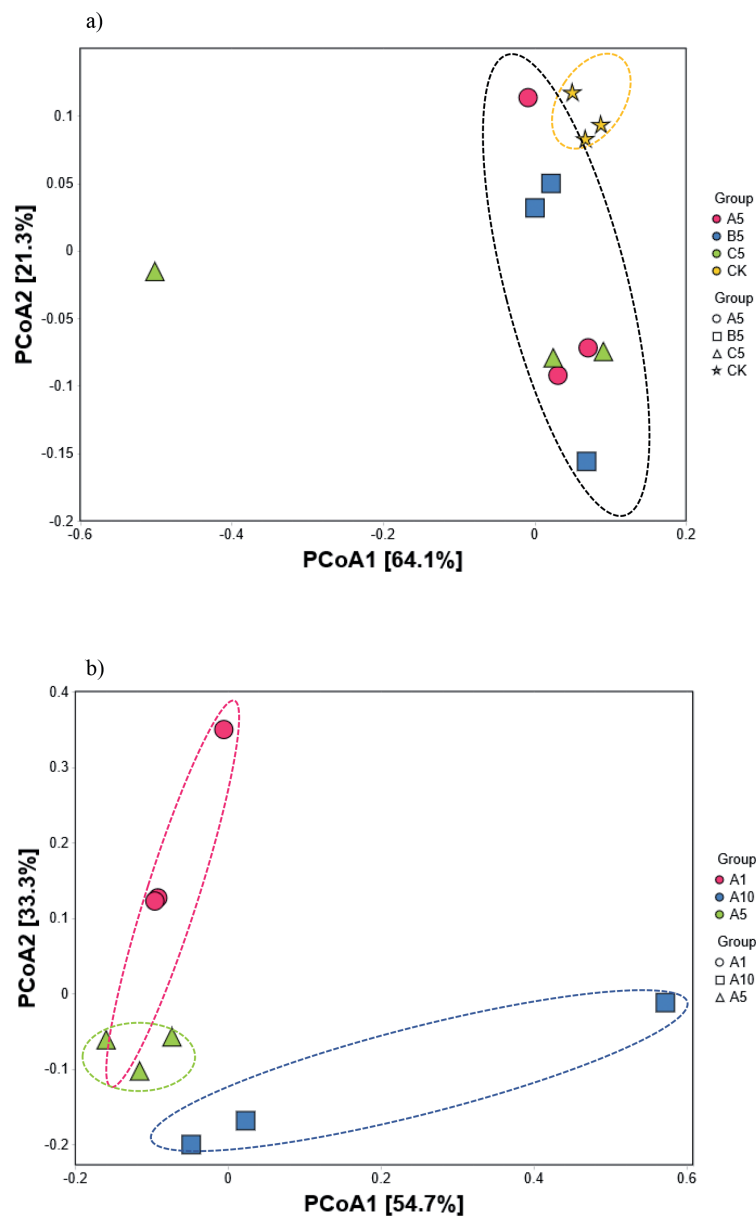 a)
0.1
0.05
0
-0.05
-0.1
-0.15
-0.2
-0.6
-0.4
-0.2
0
0.2
PCoA2 [21.3%]
PCoA1 [64.1%]
Group
A5
B5
C5
CK
Group
A5
B5
C5
CK
b)
0.4
0.3
0.2
0.1
0
-0.1
-0.2
-0.2
0
0.2
0.4
0.6
PCoA2 [33.3%]
PCoA1 [54.7%]
Group
A1
A10
A5
Group
A1
A10
A5